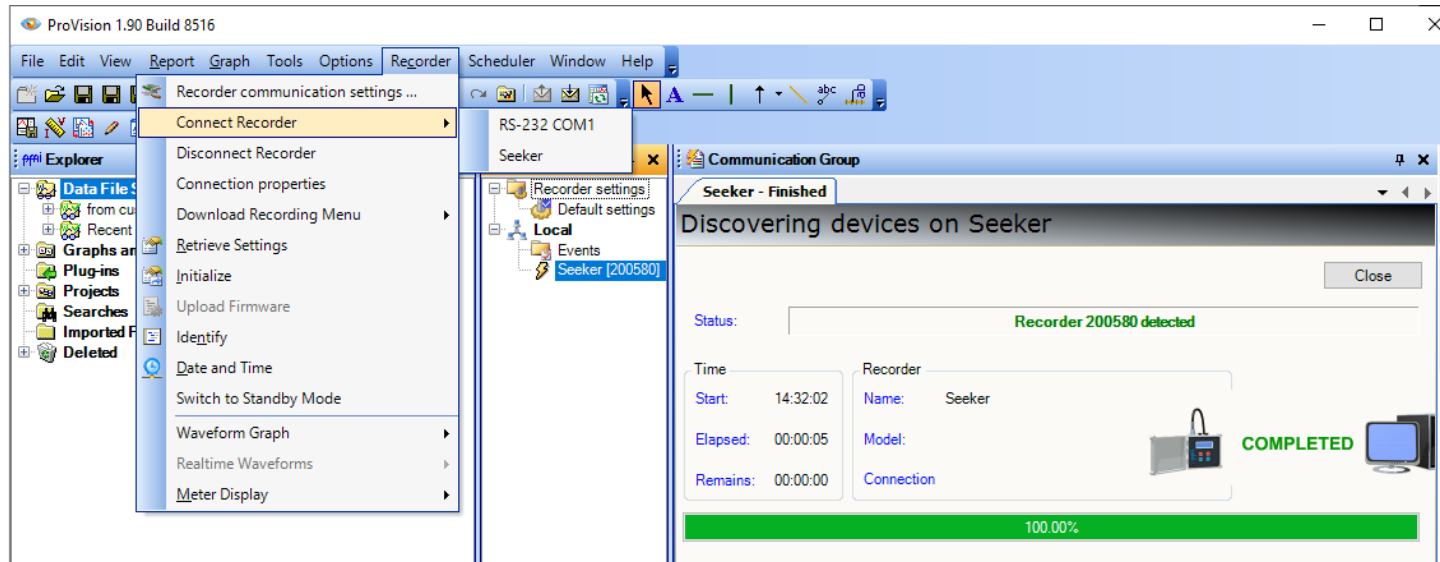 ProVision 1.90 Build 8516
File Edit View Report Graph Tools Options Recorder Scheduler Window Help
A abc
Recorder communication settings ...
Connect Recorder
Disconnect Recorder
Connection properties
Download Recording Menu
Retrieve Settings
Initialize
Upload Firmware
Identify
Date and Time
Switch to Standby Mode
Waveform Graph
Realtime Waveforms
Meter Display
RS-232 COM1
Seeker
Explorer
Data File
from
Recent
Graphs
Plug-ins
Projects
Searches
Imported
Deleted
Recorder settings
Default settings
Local
Events
Seeker [200580]
Communication Group
Seeker - Finished
Discovering devices on Seeker
Close
Status: Recorder 200580 detected
Time
Start: 14:32:02
Elapsed: 00:00:05
Remains: 00:00:00
Recorder
Name: Seeker
Model:
Connection
COMPLETED
100.00%